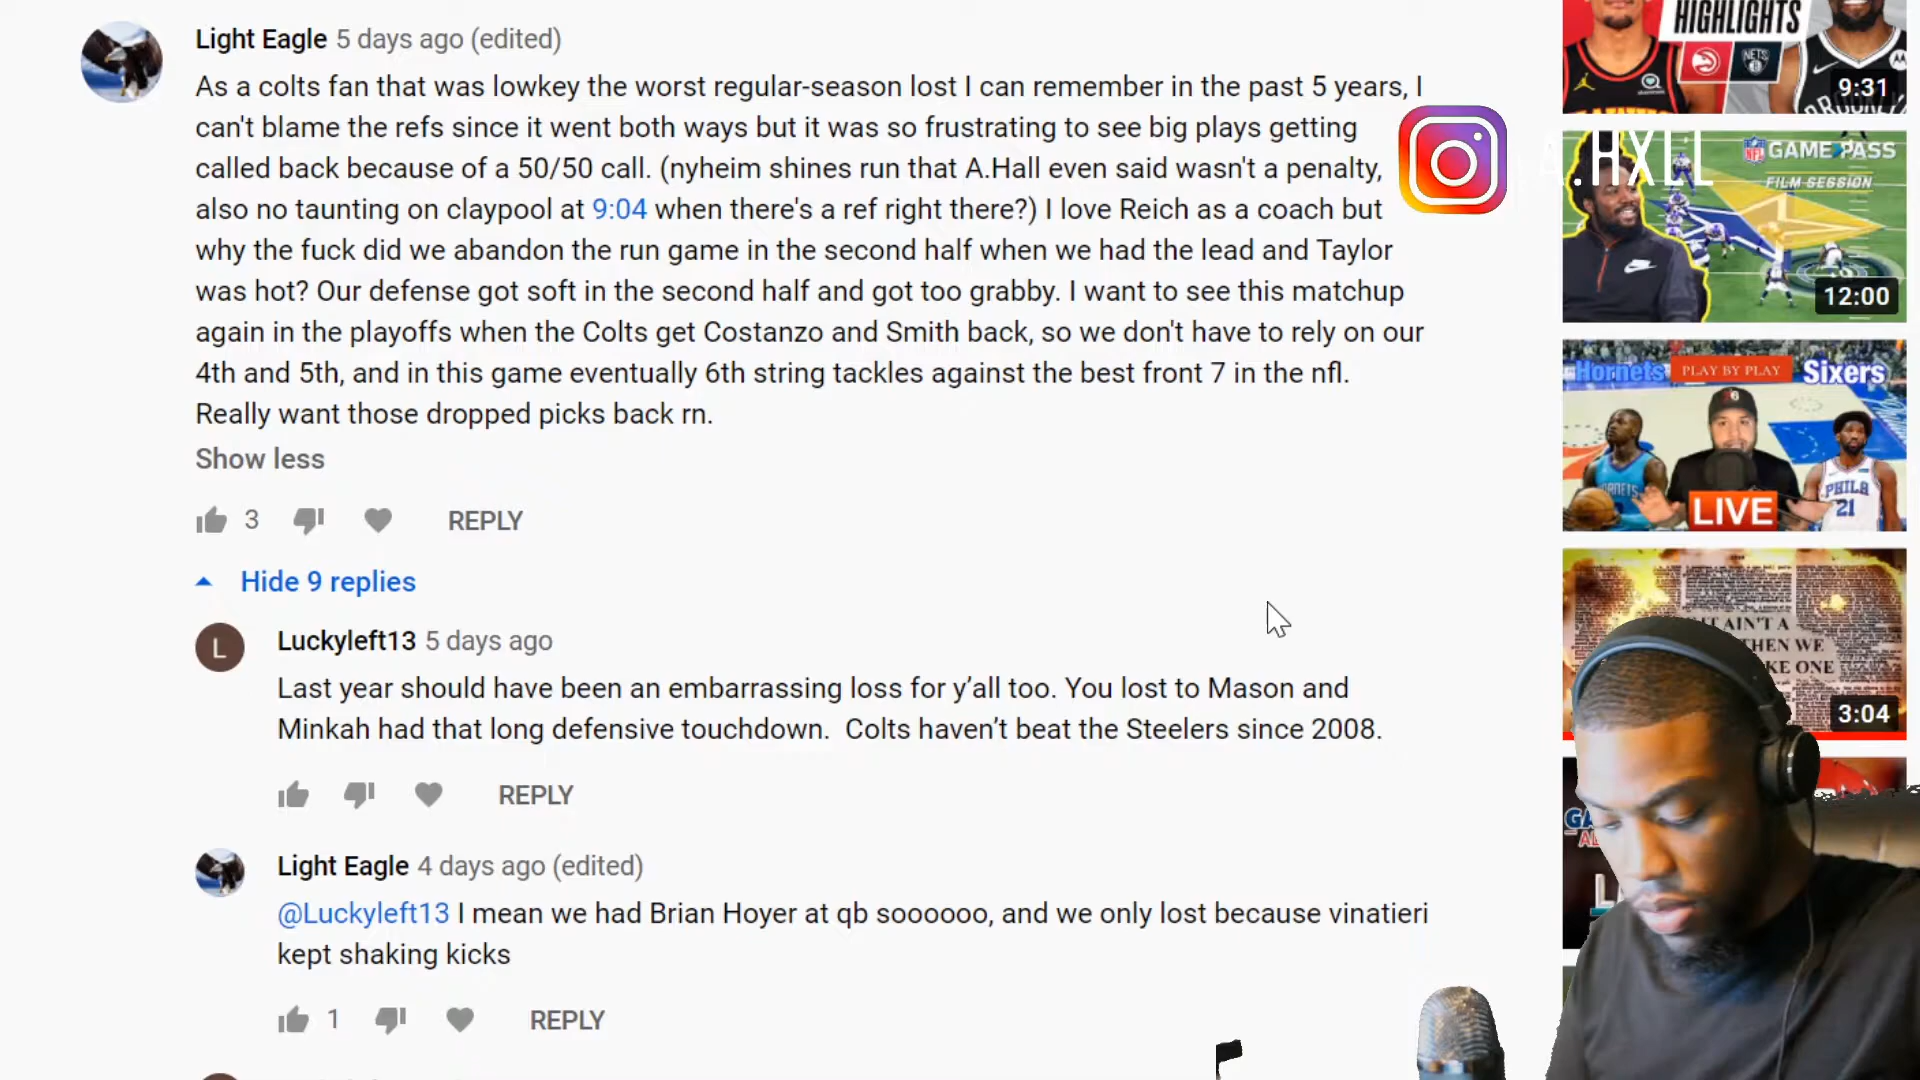 Light Eagle 5 days ago (edited)
As a colts fan that was lowkey the worst regular-season lost I can remember in the past 5 years, I
can't blame the refs since it went both ways but it was so frustrating to see big plays getting
called back because of a 50/50 call. (nyheim shines run that A.Hall even said wasn't a penalty,
also no taunting on claypool at 9:04 when there's a ref right there?) I love Reich as a coach but
why the fuck did we abandon the run game in the second half when we had the lead and Taylor
was hot? Our defense got soft in the second half and got too grabby. I want to see this matchup
again in the playoffs when the Colts get Costanzo and Smith back, so we don't have to rely on our
4th and 5th, and in this game eventually 6th string tackles against the best front 7 in the nfl.
Really want those dropped picks back rn.
Show less
3 REPLY
Hide 9 replies
L
Luckyleft13 5 days ago
Last year should have been an embarrassing loss for y’all too. You lost to Mason and
Minkah had that long defensive touchdown. Colts haven’t beat the Steelers since 2008.
REPLY
Light Eagle 4 days ago (edited)
@Luckyleft13 I mean we had Brian Hoyer at qb soooooo, and we only lost because vinatieri
kept shaking kicks
1 REPLY
HIGHLIGHTS
NETS
9:31
.HXLL
NFL GAME PASS
FILM SESSION
12:00
Hornets PLAY BY PLAY Sixers
HORNETS
PHILA
21
LIVE
IT AIN'T A
THEN WE
KE ONE
3:04